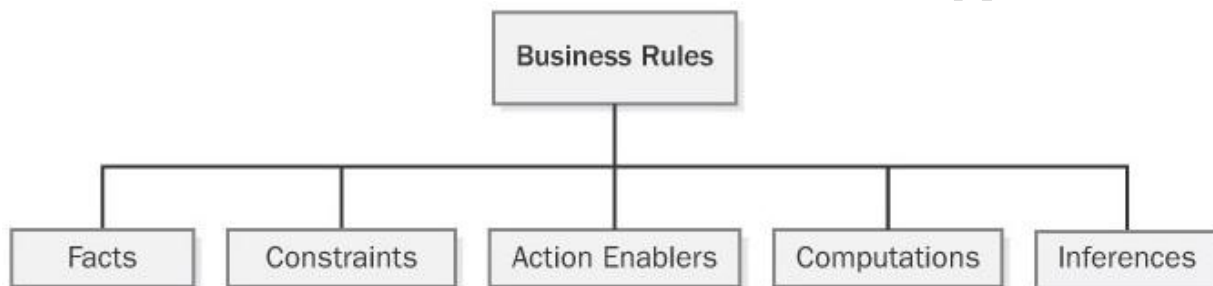 Business Rules
Facts
Constraints
Action Enablers
Computations
Inferences